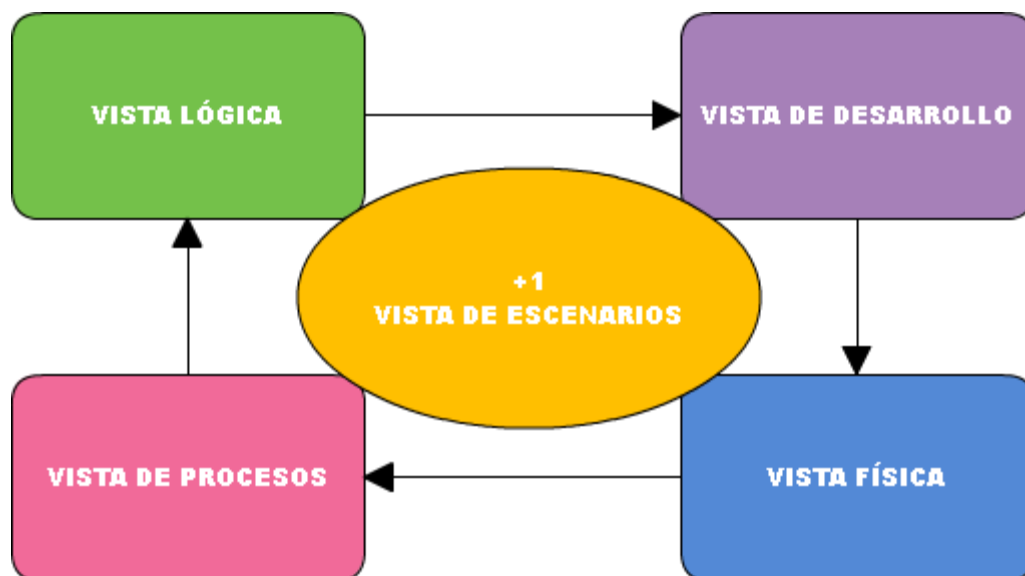 VISTA LÓGICA
VISTA DE DESARROLLO
+1
VISTA DE ESCENARIOS
VISTA DE PROCESOS
VISTA FÍSICA